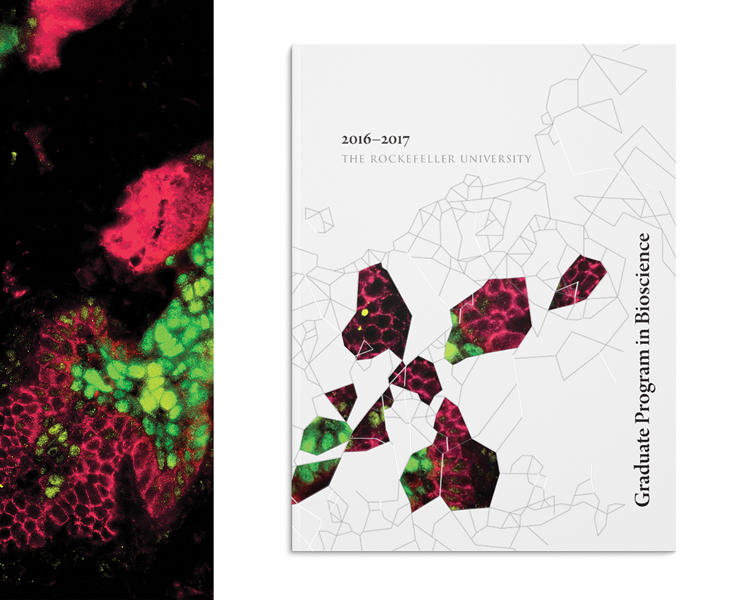 2016–2017
THE ROCKEFELLER UNIVERSITY
Graduate Program in Bioscience